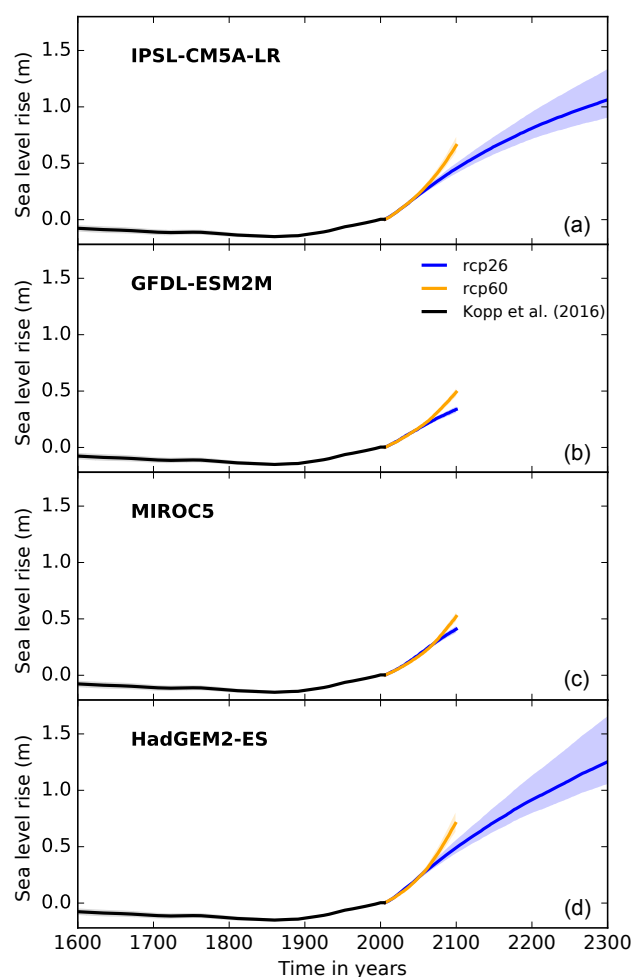 IPSL-CM5A-LR
Sea level rise (m)
1.5
1.0
0.5
0.0
(a)
GFDL-ESM2M
rcp26
rcp60
Kopp et al. (2016)
Sea level rise (m)
1.5
1.0
0.5
0.0
(b)
MIROC5
Sea level rise (m)
1.5
1.0
0.5
0.0
(c)
HadGEM2-ES
Sea level rise (m)
1.5
1.0
0.5
0.0
(d)
1600 1700 1800 1900 2000 2100 2200 2300
Time in years